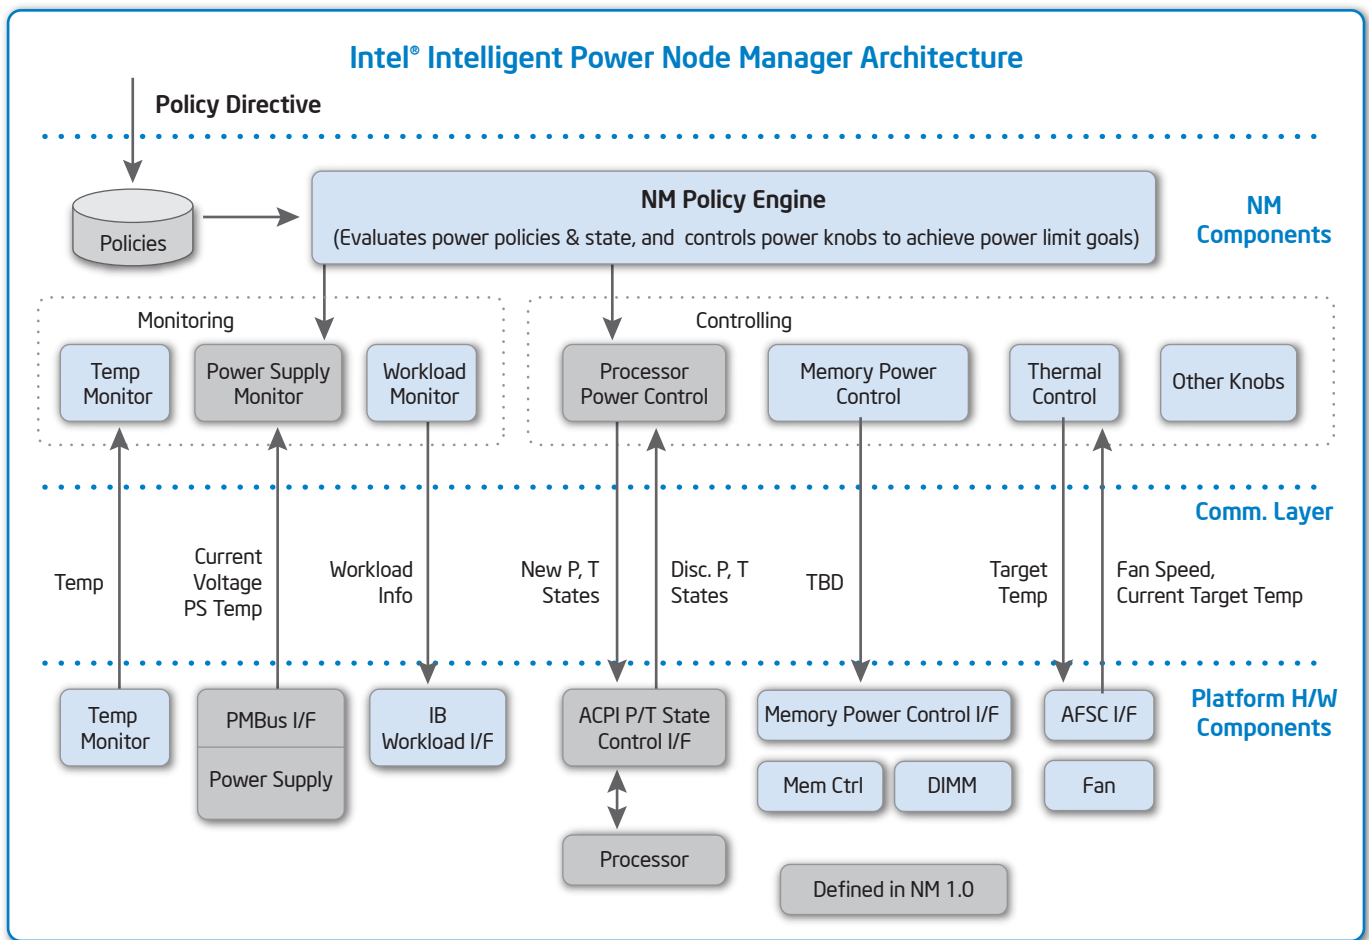 Intel® Intelligent Power Node Manager Architecture
Policy Directive
NM Policy Engine
(Evaluates power policies & state, and controls power knobs to achieve power limit goals)
Policies
NM
Components
Monitoring
Controlling
Temp
Monitor
Power Supply
Monitor
Workload
Monitor
Processor
Power Control
Memory Power
Control
Thermal
Control
Other Knobs
Comm. Layer
Temp
Current
Voltage
PS Temp
Workload
Info
New P, T
States
Disc. P, T
States
TBD
Target
Temp
Fan Speed,
Current Target Temp
Temp
Monitor
PMBus I/F
Power Supply
IB
Workload I/F
ACPI P/T State
Control I/F
Processor
Memory Power Control I/F
Mem Ctrl
DIMM
AFSC I/F
Fan
Platform H/W
Components
Defined in NM 1.0